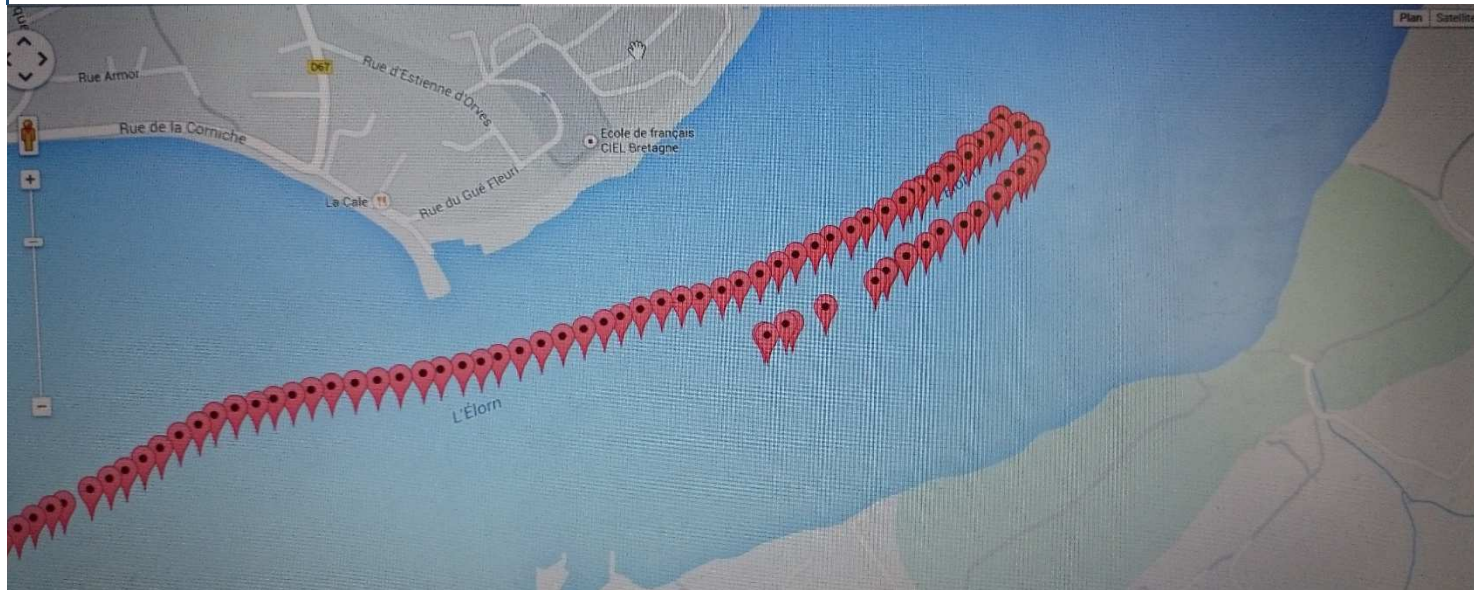 Plan
Satellite
D67
Rue Armor
Rue d'Estienne d'Orves
Rue de la Corniche
Ecole de français
CIEL Bretagne
La Cale
Rue du Gué Fleuri
L'Élorn